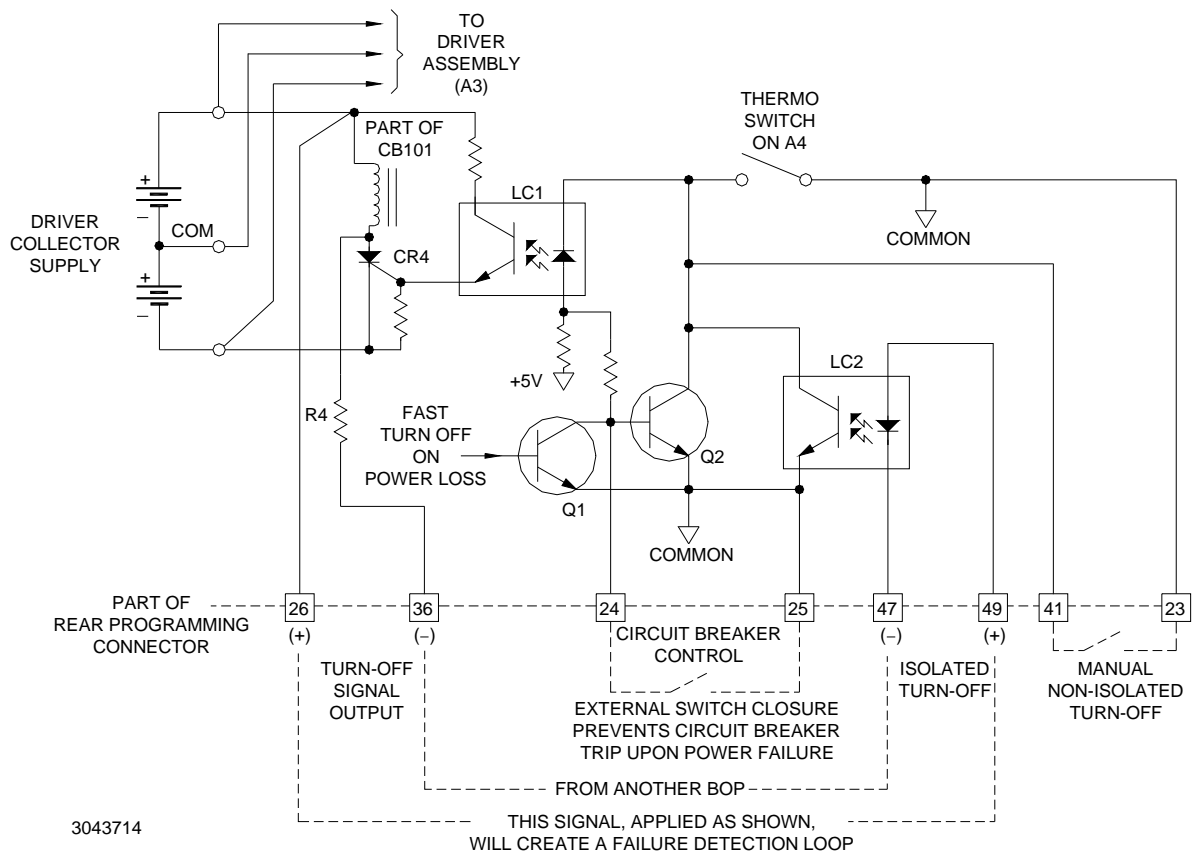 TO
DRIVER
ASSEMBLY
(A3)
THERMO
SWITCH
ON A4
PART OF
CB101
LC1
+
–
DRIVER
COLLECTOR
SUPPLY
COM
+
–
CR4
COMMON
+5V
LC2
R4
FAST
TURN OFF
ON
POWER LOSS
Q2
Q1
COMMON
PART OF
REAR PROGRAMMING
CONNECTOR
26
36
24
25
47
49
41
23
(+)
(–)
(–)
(+)
TURN-OFF
SIGNAL
OUTPUT
CIRCUIT BREAKER
CONTROL
ISOLATED
TURN-OFF
MANUAL
NON-ISOLATED
TURN-OFF
EXTERNAL SWITCH CLOSURE
PREVENTS CIRCUIT BREAKER
TRIP UPON POWER FAILURE
FROM ANOTHER BOP
THIS SIGNAL, APPLIED AS SHOWN,
WILL CREATE A FAILURE DETECTION LOOP
3043714